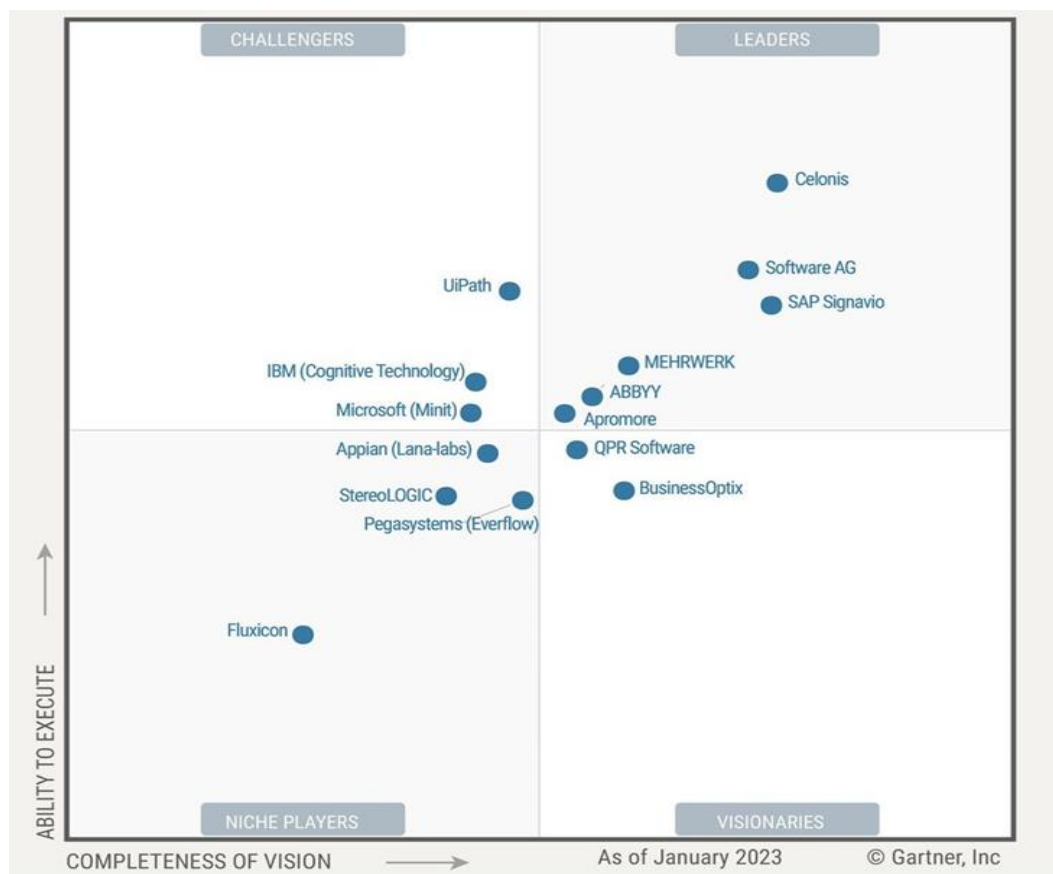 CHALLENGERS
LEADERS
Celonis
Software AG
UiPath
SAP Signavio
MEHRWERK
IBM (Cognitive Technology)
ABBYY
Microsoft (Minit)
Apromore
Appian (Lana-labs)
QPR Software
StereoLOGIC
BusinessOptix
Pegasystems (Everflow)
Fluxicon
ABILITY TO EXECUTE
NICHE PLAYERS
VISIONARIES
COMPLETENESS OF VISION
As of January 2023
© Gartner, Inc